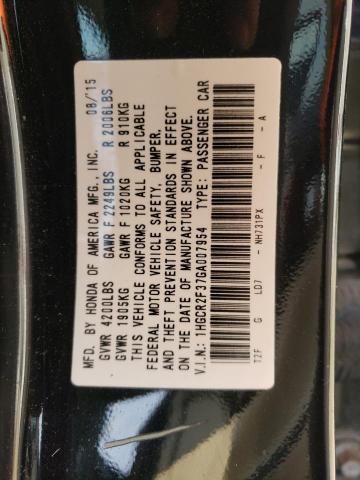 MFD. BY HONDA OF AMERICA MFG., INC. 08/'15
GVWR 4200LBS GAWR F 2249LBS R 2006LBS
GVWR 1905KG GAWR F 1020KG R 910KG
THIS VEHICLE CONFORMS TO ALL APPLICABLE
FEDERAL MOTOR VEHICLE SAFETY, BUMPER,
AND THEFT PREVENTION STANDARDS IN EFFECT
ON THE DATE OF MANUFACTURE SHOWN ABOVE.
V.I.N.: 1HGCR2F37GA007954 TYPE: PASSENGER CAR
T2F G LD7 - NH731PX - F - A